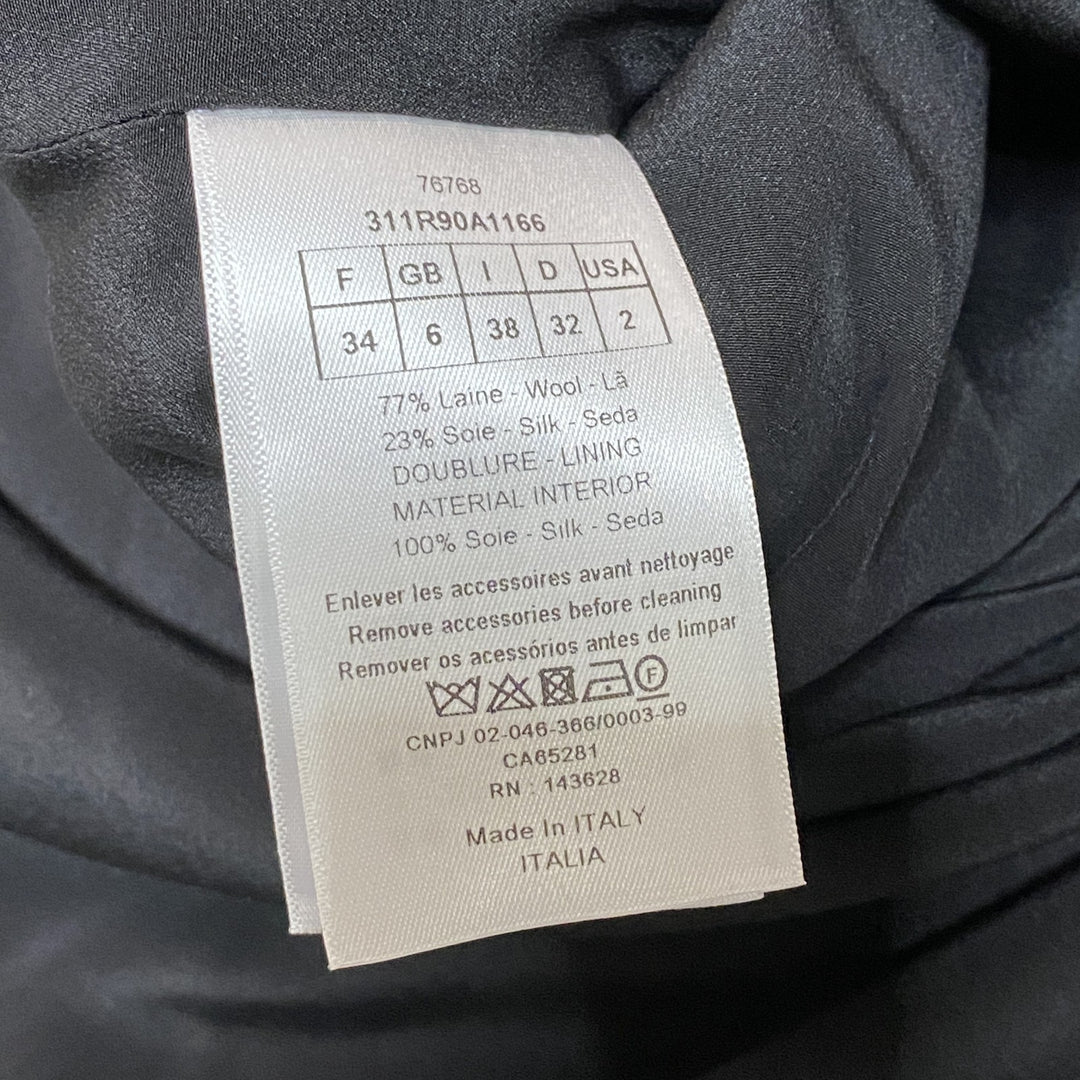 76768
311R90A1166
F GB I D USA
34 6 38 32 2
77% Laine - Wool - Lã
23% Soie - Silk - Seda
DOUBLURE - LINING
MATERIAL INTERIOR
100% Soie - Silk - Seda
Enlever les accessoires avant nettoyage
Remove accessories before cleaning
Remover os acessórios antes de limpar
F
CNPJ 02-046-366/0003-99
CA65281
RN : 143628
Made In ITALY
ITALIA